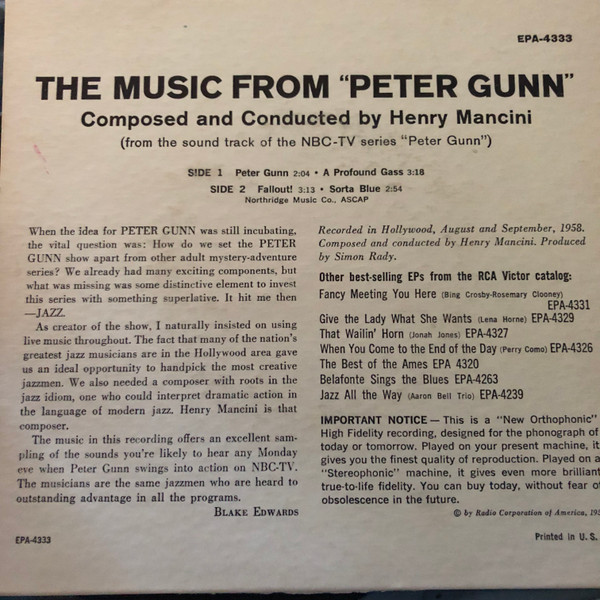 EPA-4333
THE MUSIC FROM "PETER GUNN"
Composed and Conducted by Henry Mancini
(from the sound track of the NBC-TV series "Peter Gunn")
SIDE 1 Peter Gunn 2:04 • A Profound Gass 3:18
SIDE 2 Fallout! 3:13 • Sorta Blue 2:54
Northridge Music Co., ASCAP
When the idea for PETER GUNN was still incubating,
the vital question was: How do we set the PETER
GUNN show apart from other adult mystery-adventure
series? We already had many exciting components, but
what was missing was some distinctive element to invest
this series with something superlative. It hit me then
—JAZZ.
As creator of the show, I naturally insisted on using
live music throughout. The fact that many of the nation's
greatest jazz musicians are in the Hollywood area gave
us an ideal opportunity to handpick the most creative
jazzmen. We also needed a composer with roots in the
jazz idiom, one who could interpret dramatic action in
the language of modern jazz. Henry Mancini is that
composer.
The music in this recording offers an excellent sam-
pling of the sounds you're likely to hear any Monday
eve when Peter Gunn swings into action on NBC-TV.
The musicians are the same jazzmen who are heard to
outstanding advantage in all the programs.
BLAKE EDWARDS
Recorded in Hollywood, August and September, 1958.
Composed and conducted by Henry Mancini. Produced
by Simon Rady.
Other best-selling EPs from the RCA Victor catalog:
Fancy Meeting You Here (Bing Crosby-Rosemary Clooney)
EPA-4331
Give the Lady What She Wants (Lena Horne) EPA-4329
That Wailin' Horn (Jonah Jones) EPA-4327
When You Come to the End of the Day (Perry Como) EPA-4326
The Best of the Ames EPA 4320
Belafonte Sings the Blues EPA-4263
Jazz All the Way (Aaron Bell Trio) EPA-4239
IMPORTANT NOTICE — This is a "New Orthophonic"
High Fidelity recording, designed for the phonograph of
today or tomorrow. Played on your present machine, it
gives you the finest quality of reproduction. Played on a
"Stereophonic" machine, it gives even more brilliant
true-to-life fidelity. You can buy today, without fear of
obsolescence in the future.
© by Radio Corporation of America, 195
EPA-4333
Printed in U. S.